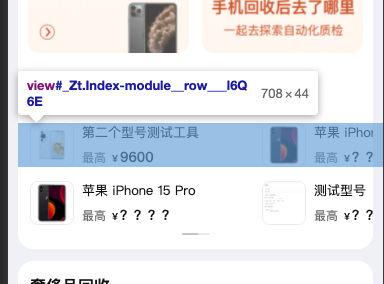 手机回收后去了哪里
一起去探索自动化质检
view#_Zt.Index-module__row___l6Q6E 708 × 44
第二个型号测试工具
最高 ¥9600
苹果 iPhor
最高 ¥？？
苹果 iPhone 15 Pro
最高 ¥？？？？
测试型号
最高 ¥？？
奢侈品回收